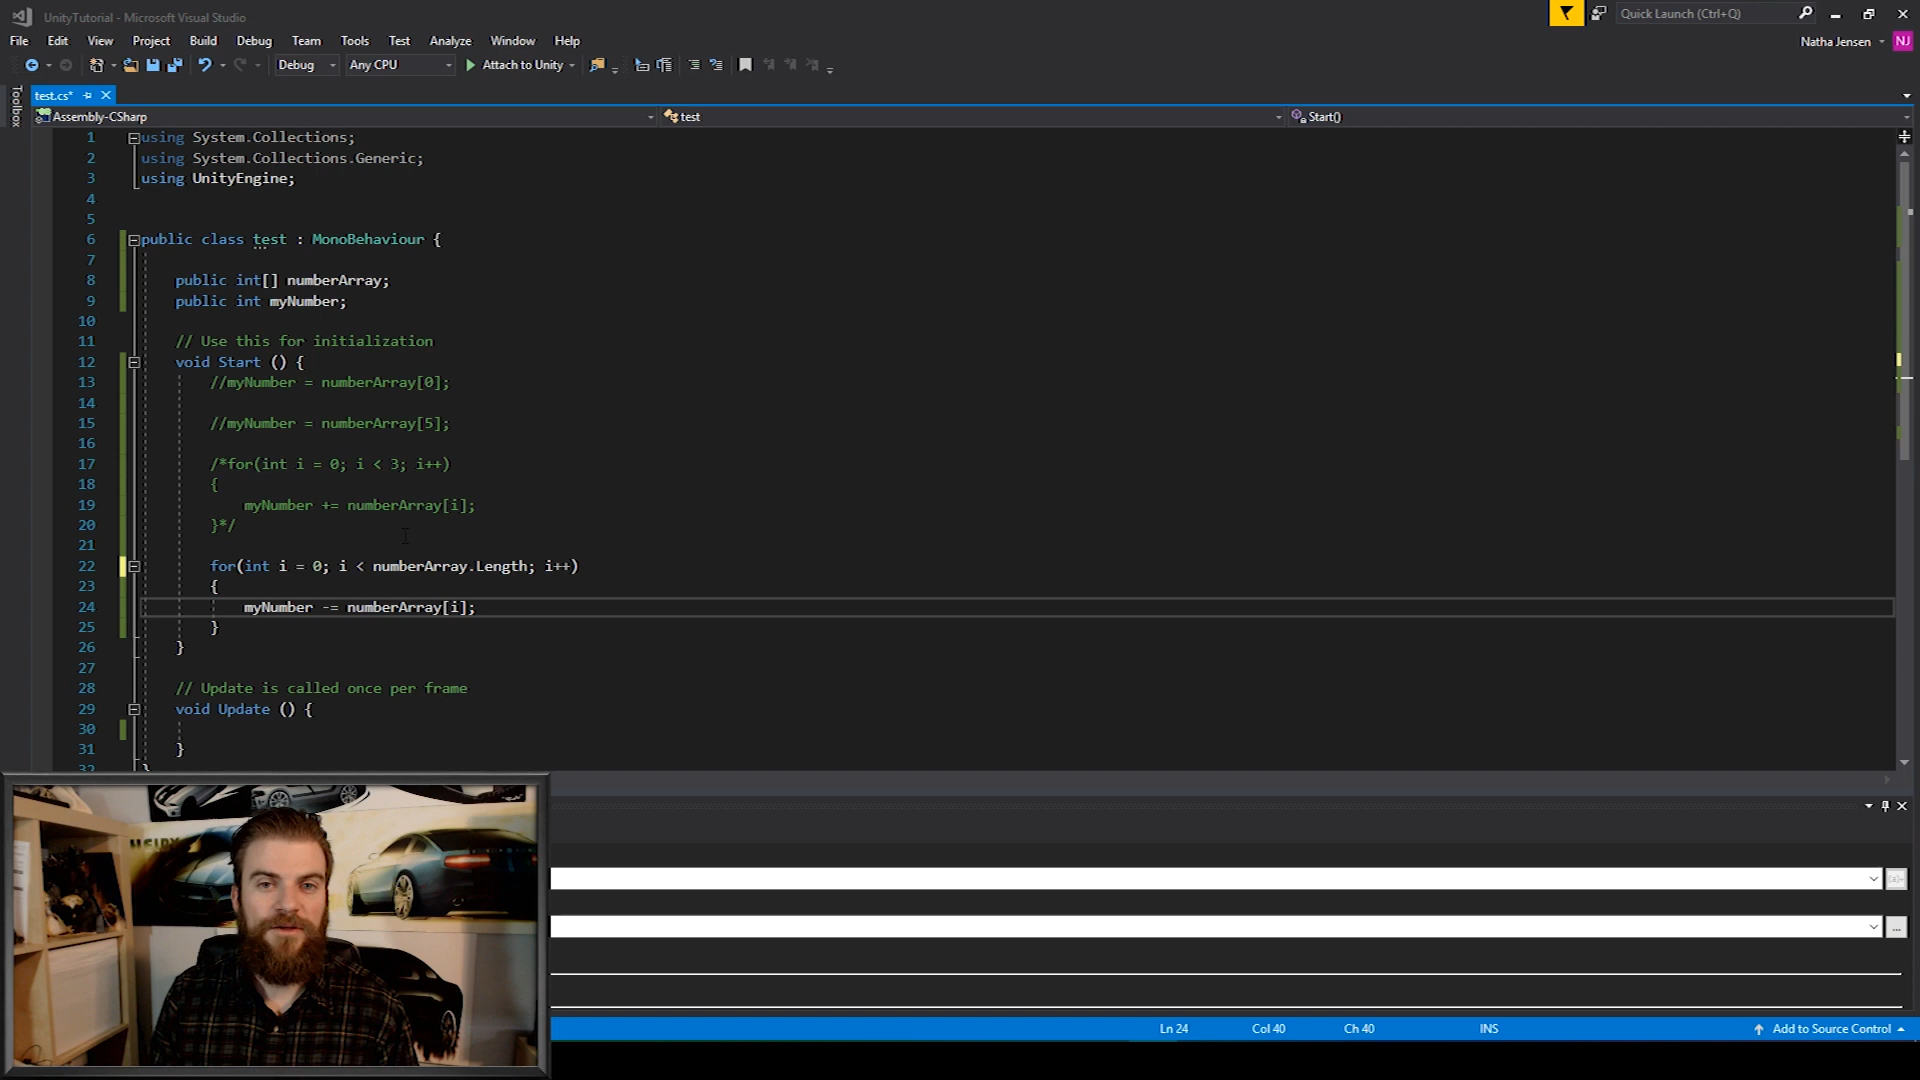 UnityTutorial - Microsoft Visual Studio
Quick Launch (Ctrl+Q)
File Edit View Project Build Debug Team Tools Test Analyze Window Help
Natha Jensen NJ
Debug Any CPU Attach to Unity
Toolbox
test.cs*
Assembly-CSharp test Start()
1 using System.Collections;
2 using System.Collections.Generic;
3 using UnityEngine;
4
5
6 public class test : MonoBehaviour {
7
8 public int[] numberArray;
9 public int myNumber;
10
11 // Use this for initialization
12 void Start () {
13 //myNumber = numberArray[0];
14
15 //myNumber = numberArray[5];
16
17 /*for(int i = 0; i < 3; i++)
18 {
19 myNumber += numberArray[i];
20 }*/
21
22 for(int i = 0; i < numberArray.Length; i++)
23 {
24 myNumber -= numberArray[i];
25 }
26 }
27
28 // Update is called once per frame
29 void Update () {
30
31 }
32 }
Ln 24 Col 40 Ch 40 INS Add to Source Control